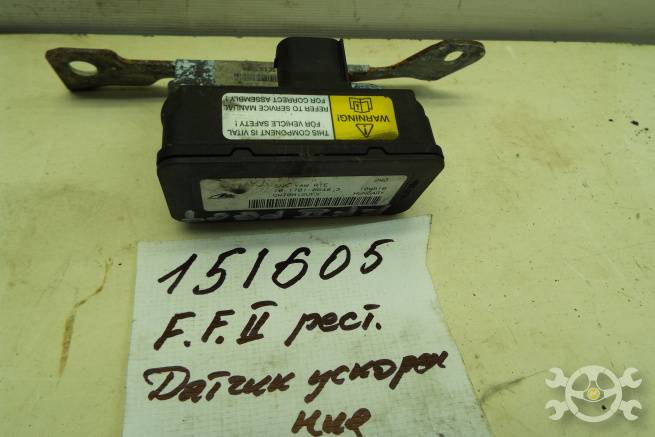 THIS COMPONENT IS VITAL
FOR VEHICLE SAFETY!
REFER TO SERVICE MANUAL
FOR CORRECT ASSEMBLY!
WARNING!
HUNGARY
151605
F.F.II рест.
Датчик ускорен
ния